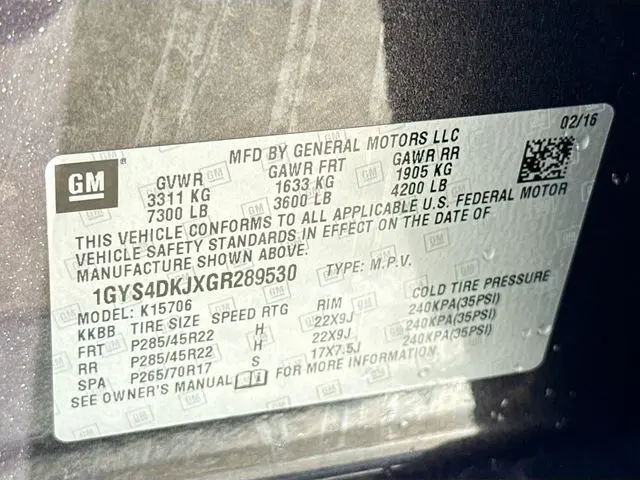 02/16
MFD BY GENERAL MOTORS LLC
GM
GVWR GAWR FRT GAWR RR
3311 KG 1633 KG 1905 KG
7300 LB 3600 LB 4200 LB
THIS VEHICLE CONFORMS TO ALL APPLICABLE U.S. FEDERAL MOTOR
VEHICLE SAFETY STANDARDS IN EFFECT ON THE DATE OF
MANUFACTURE SHOWN ABOVE.
1GYS4DKJXGR289530 TYPE: M.P.V.
MODEL: K15706
KKBB TIRE SIZE SPEED RTG RIM COLD TIRE PRESSURE
FRT P285/45R22 H 22X9J 240KPA(35PSI)
RR P285/45R22 H 22X9J 240KPA(35PSI)
SPA P265/70R17 S 17X7.5J 240KPA(35PSI)
SEE OWNER'S MANUAL FOR MORE INFORMATION.